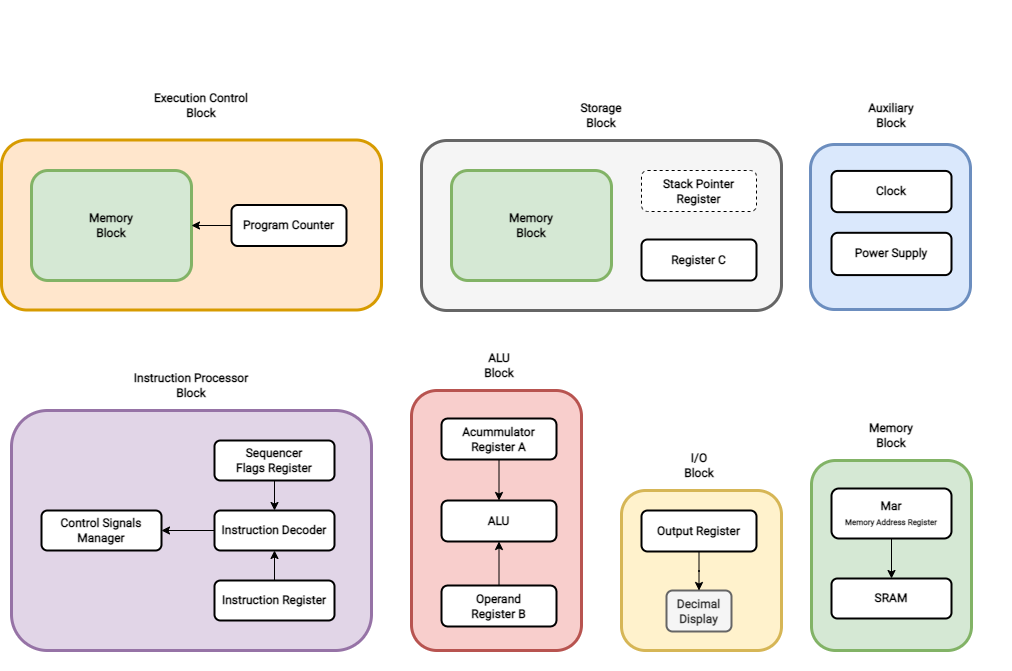 Execution Control
Block
Memory
Block
Program Counter
Storage
Block
Memory
Block
Stack Pointer
Register
Register C
Auxiliary
Block
Clock
Power Supply
Instruction Processor
Block
Sequencer
Flags Register
Control Signals
Manager
Instruction Decoder
Instruction Register
ALU
Block
Acummulator
Register A
ALU
Operand
Register B
I/O
Block
Output Register
Decimal
Display
Memory
Block
Mar
Memory Address Register
SRAM